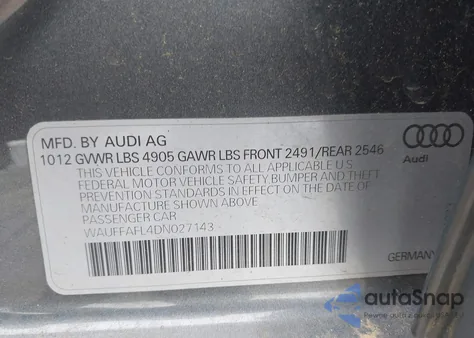 MFD. BY AUDI AG
1012 GVWR LBS 4905 GAWR LBS FRONT 2491/REAR 2546
THIS VEHICLE CONFORMS TO ALL APPLICABLE U.S
FEDERAL MOTOR VEHICLE SAFETY BUMPER AND THEFT
PREVENTION STANDARDS IN EFFECT ON THE DATE OF
MANUFACTURE SHOWN ABOVE
PASSENGER CAR
WAUFFAFL4DN027143
Audi
GERMANY
autoSnap